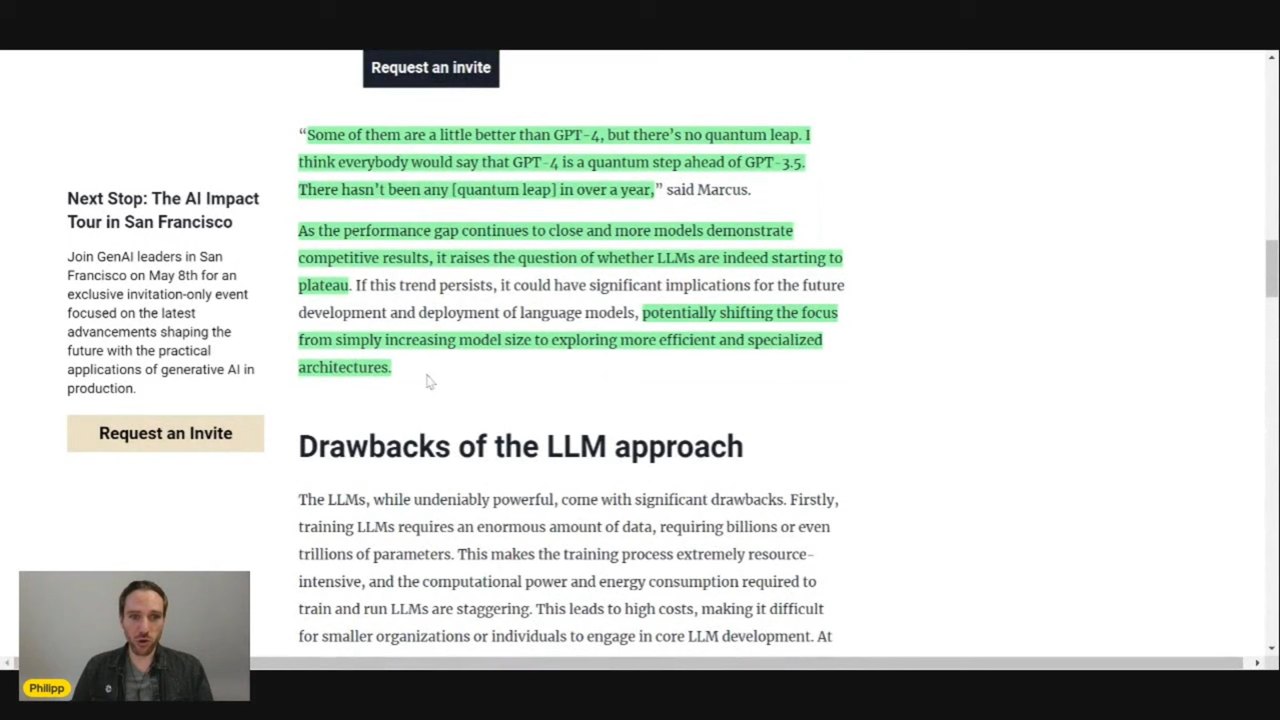 Request an invite
“Some of them are a little better than GPT-4, but there’s no quantum leap. I
think everybody would say that GPT-4 is a quantum step ahead of GPT-3.5.
There hasn’t been any [quantum leap] in over a year,” said Marcus.
As the performance gap continues to close and more models demonstrate
competitive results, it raises the question of whether LLMs are indeed starting to
plateau. If this trend persists, it could have significant implications for the future
development and deployment of language models, potentially shifting the focus
from simply increasing model size to exploring more efficient and specialized
architectures.
Next Stop: The AI Impact
Tour in San Francisco
Join GenAI leaders in San
Francisco on May 8th for an
exclusive invitation-only event
focused on the latest
advancements shaping the
future with the practical
applications of generative AI in
production.
Request an Invite
Drawbacks of the LLM approach
The LLMs, while undeniably powerful, come with significant drawbacks. Firstly,
training LLMs requires an enormous amount of data, requiring billions or even
trillions of parameters. This makes the training process extremely resource-
intensive, and the computational power and energy consumption required to
train and run LLMs are staggering. This leads to high costs, making it difficult
for smaller organizations or individuals to engage in core LLM development. At
Philipp